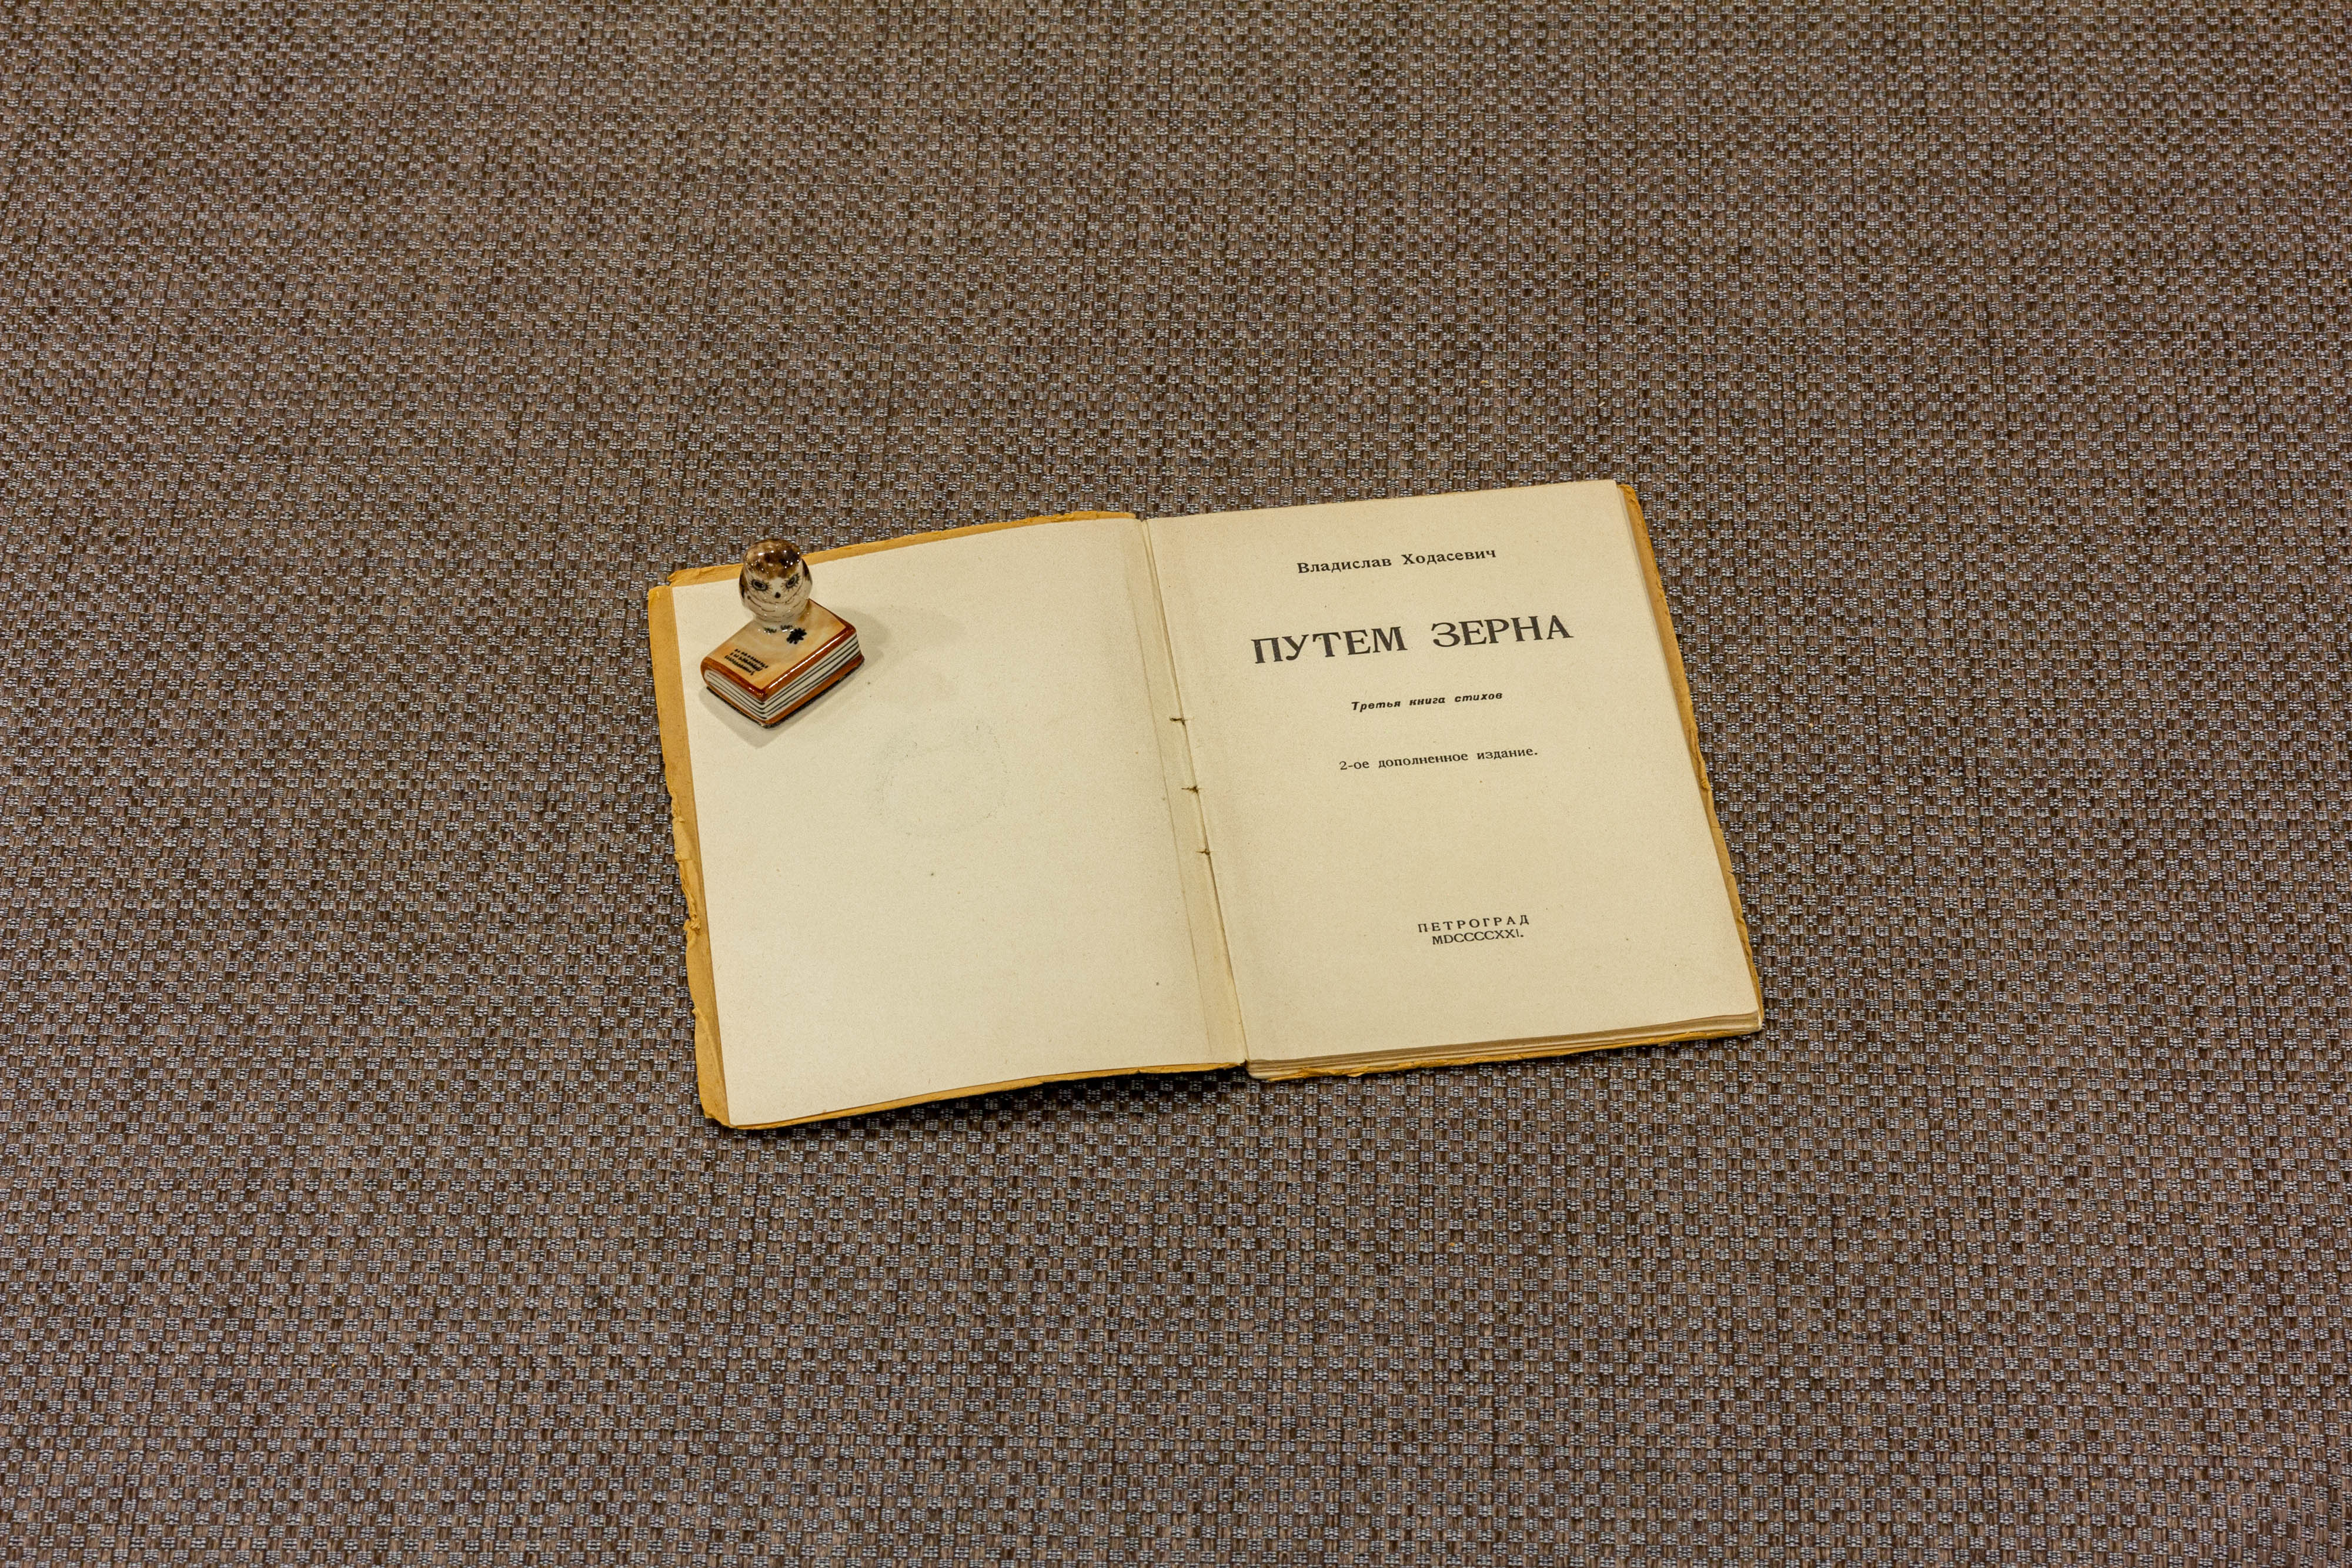 Владислав Ходасевич
ПУТЕМ ЗЕРНА
Третья книга стихов
2-ое дополненное издание.
ПЕТРОГРАД
MDCCCCXXI.